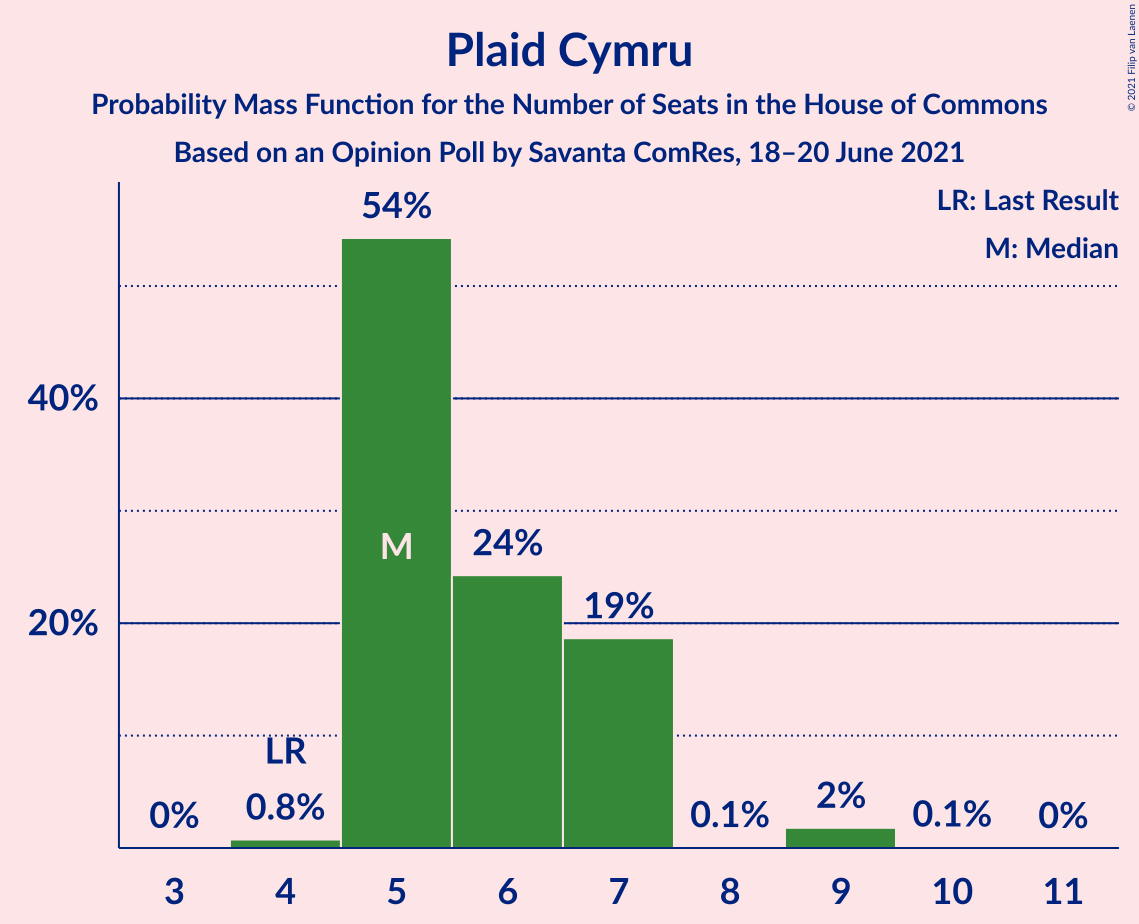 Plaid Cymru
Probability Mass Function for the Number of Seats in the House of Commons
Based on an Opinion Poll by Savanta ComRes, 18–20 June 2021
© 2021 Filip van Laenen
LR: Last Result
M: Median
54%
40%
M
24%
20%
19%
LR
0%
0.8%
0.1%
2%
0.1%
0%
3 4 5 6 7 8 9 10 11